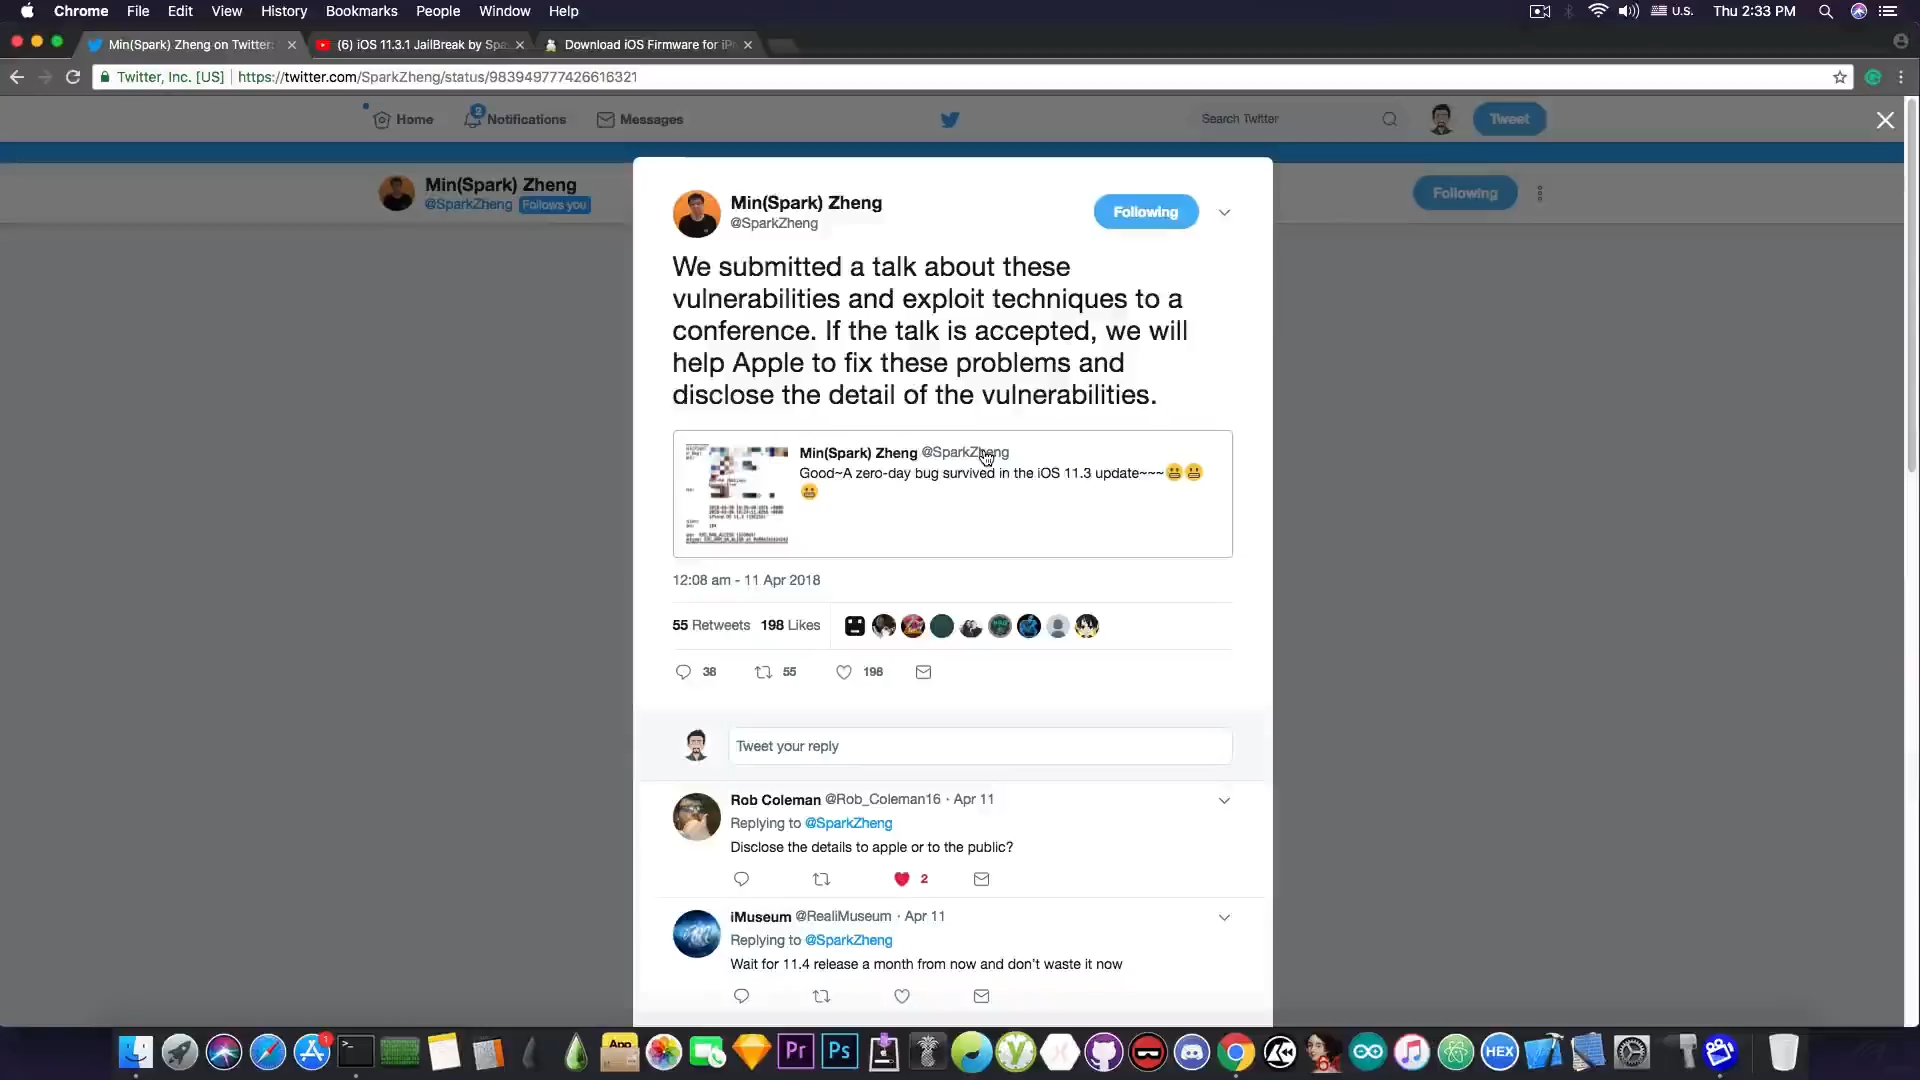 Chrome File Edit View History Bookmarks People Window Help U.S. Thu 2:33 PM
Min(Spark) Zheng on Twitter: (6) iOS 11.3.1 JailBreak by Spa Download iOS Firmware for iP
Twitter, Inc. [US] https://twitter.com/SparkZheng/status/983949777426616321
Home 2 Notifications Messages Search Twitter Tweet
Min(Spark) Zheng
@SparkZheng Follows you
Following
Min(Spark) Zheng
@SparkZheng
Following
We submitted a talk about these
vulnerabilities and exploit techniques to a
conference. If the talk is accepted, we will
help Apple to fix these problems and
disclose the detail of the vulnerabilities.
Min(Spark) Zheng @SparkZheng
Good~A zero-day bug survived in the iOS 11.3 update~~~😬😬
😬
12:08 am - 11 Apr 2018
55 Retweets 198 Likes
38 55 198
Tweet your reply
Rob Coleman @Rob_Coleman16 · Apr 11
Replying to @SparkZheng
Disclose the details to apple or to the public?
2
iMuseum @RealiMuseum · Apr 11
Replying to @SparkZheng
Wait for 11.4 release a month from now and don't waste it now
1 App Pr Ps 64 HEX